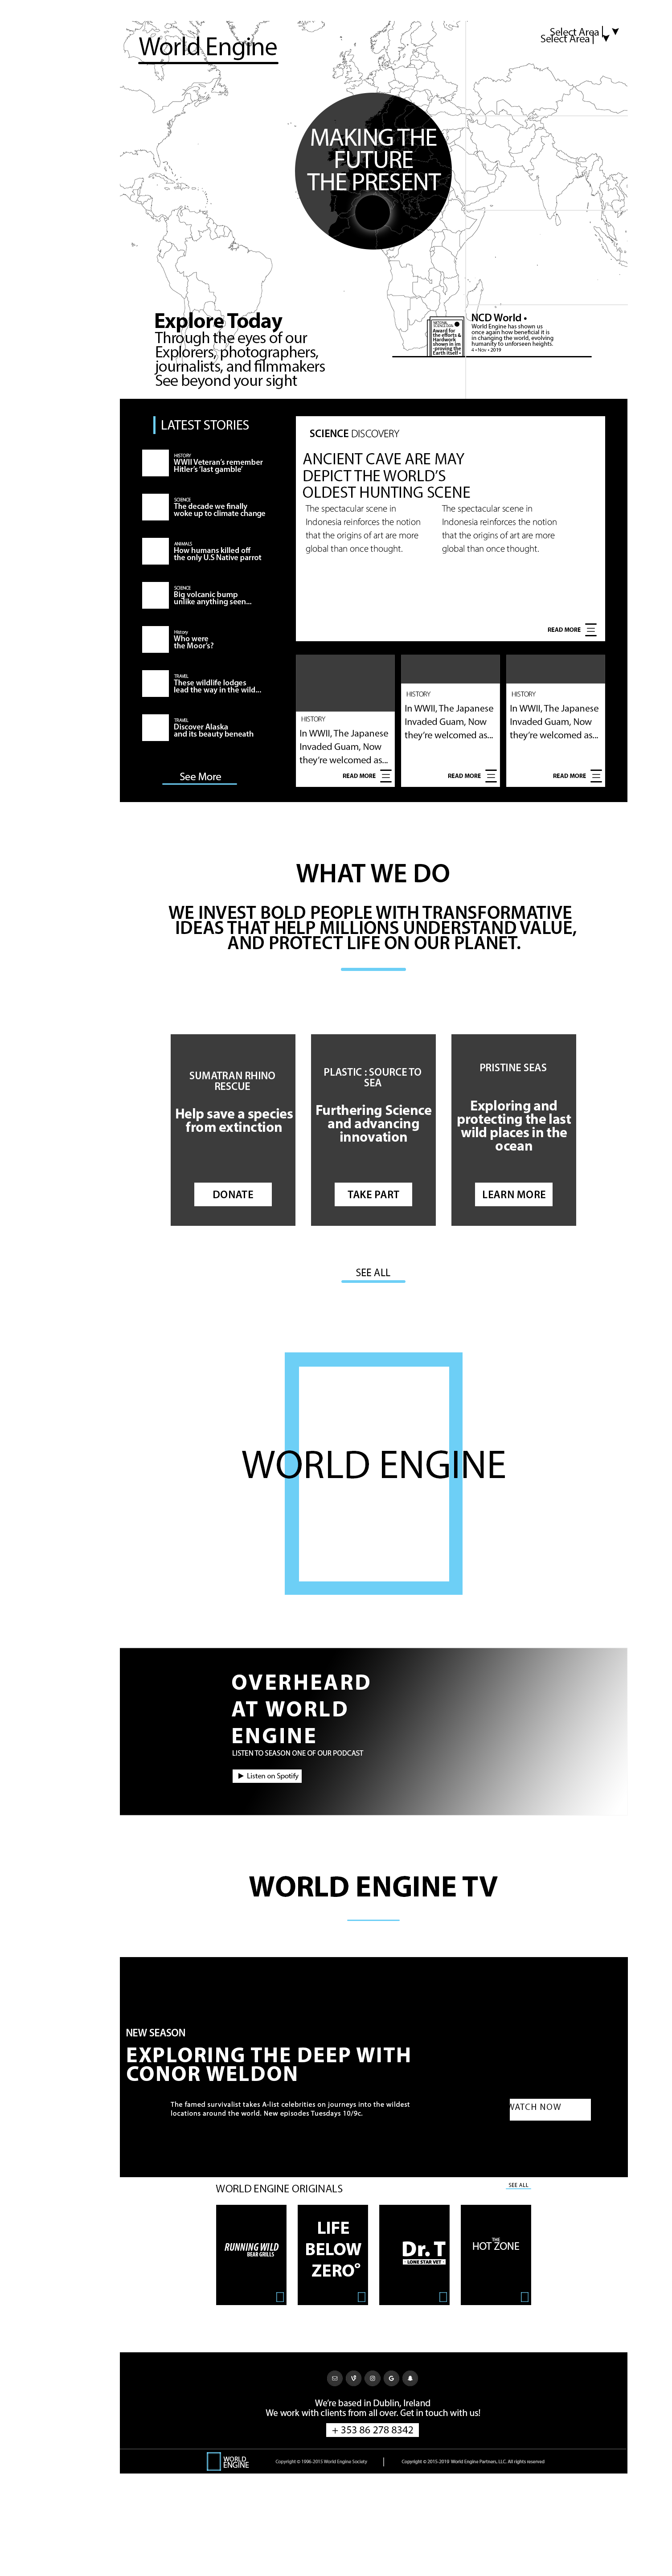 World Engine
Select Area |
Select Area |
MAKING THE
FUTURE
THE PRESENT
Explore Today
Through the eyes of our
Explorers, photographers,
journalists, and filmmakers
See beyond your sight
Award for
the efforts &
Hardwork
shown in im
-proving the
Earth itself •
NCD World •
World Engine has shown us
once again how beneficial it is
in changing the world, evolving
humanity to unforseen heights.
4 • Nov • 2019
LATEST STORIES
HISTORY
WWII Veteran's remember
Hitler's 'last gamble'
SCIENCE
The decade we finally
woke up to climate change
ANIMALS
How humans killed off
the only U.S Native parrot
SCIENCE
Big volcanic bump
unlike anything seen...
History
Who were
the Moor's?
TRAVEL
These wildlife lodges
lead the way in the wild...
TRAVEL
Discover Alaska
and its beauty beneath
See More
SCIENCE DISCOVERY
ANCIENT CAVE ARE MAY
DEPICT THE WORLD'S
OLDEST HUNTING SCENE
The spectacular scene in
Indonesia reinforces the notion
that the origins of art are more
global than once thought.
The spectacular scene in
Indonesia reinforces the notion
that the origins of art are more
global than once thought.
READ MORE
HISTORY
In WWII, The Japanese
Invaded Guam, Now
they're welcomed as...
READ MORE
HISTORY
In WWII, The Japanese
Invaded Guam, Now
they're welcomed as...
READ MORE
HISTORY
In WWII, The Japanese
Invaded Guam, Now
they're welcomed as...
READ MORE
WHAT WE DO
WE INVEST BOLD PEOPLE WITH TRANSFORMATIVE
IDEAS THAT HELP MILLIONS UNDERSTAND VALUE,
AND PROTECT LIFE ON OUR PLANET.
SUMATRAN RHINO
RESCUE
Help save a species
from extinction
DONATE
PLASTIC : SOURCE TO
SEA
Furthering Science
and advancing
innovation
TAKE PART
PRISTINE SEAS
Exploring and
protecting the last
wild places in the
ocean
LEARN MORE
SEE ALL
WORLD ENGINE
OVERHEARD
AT WORLD
ENGINE
LISTEN TO SEASON ONE OF OUR PODCAST
Listen on Spotify
WORLD ENGINE TV
NEW SEASON
EXPLORING THE DEEP WITH
CONOR WELDON
The famed survivalist takes A-list celebrities on journeys into the wildest
locations around the world. New episodes Tuesdays 10/9c.
WATCH NOW
WORLD ENGINE ORIGINALS
SEE ALL
RUNNING WILD
BEAR GRILLS
LIFE
BELOW
ZERO°
Dr. T
LONE STAR VET
THE
HOT ZONE
We're based in Dublin, Ireland
We work with clients from all over. Get in touch with us!
+ 353 86 278 8342
WORLD
ENGINE
Copyright © 1996-2015 World Engine Society
Copyright © 2015-2019 World Engine Partners, LLC. All rights reserved